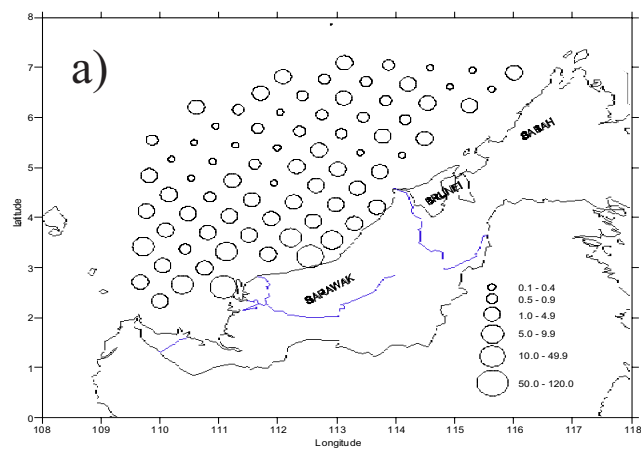 a)
8
7
6
5
4
3
2
1
0
latitude
SABAH
BRUNEI
SARAWAK
0.1 - 0.4
0.5 - 0.9
1.0 - 4.9
5.0 - 9.9
10.0 - 49.9
50.0 - 120.0
108 109 110 111 112 113 114 115 116 117 118
Longitude